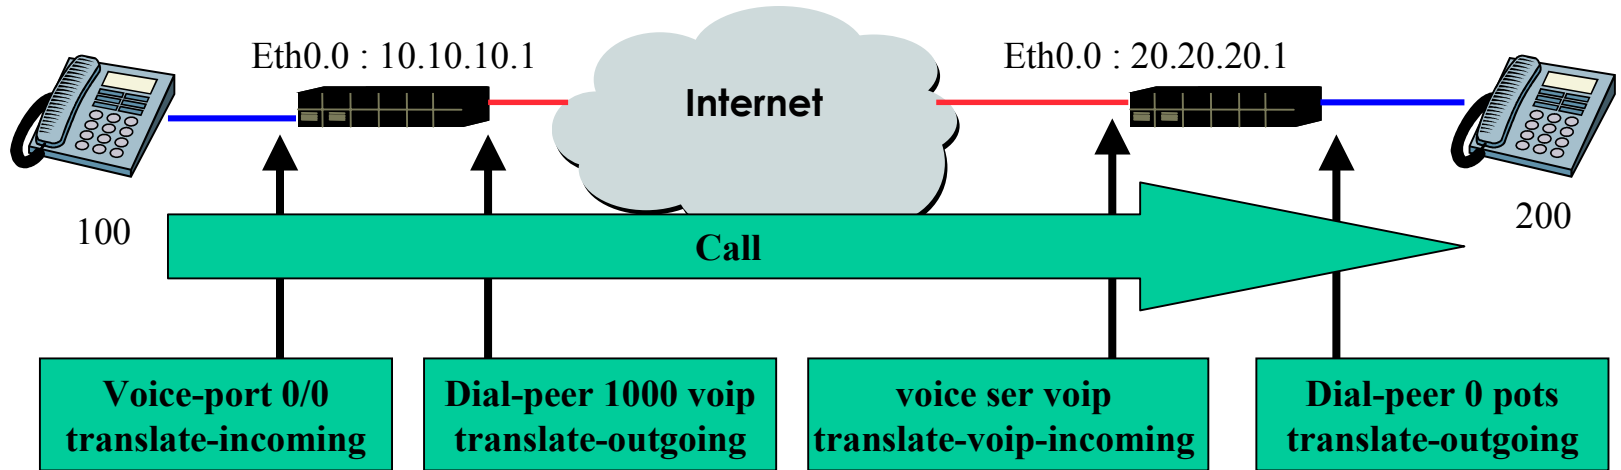 Eth0.0 : 10.10.10.1
Eth0.0 : 20.20.20.1
Internet
100
200
Call
Voice-port 0/0
translate-incoming
Dial-peer 1000 voip
translate-outgoing
voice ser voip
translate-voip-incoming
Dial-peer 0 pots
translate-outgoing